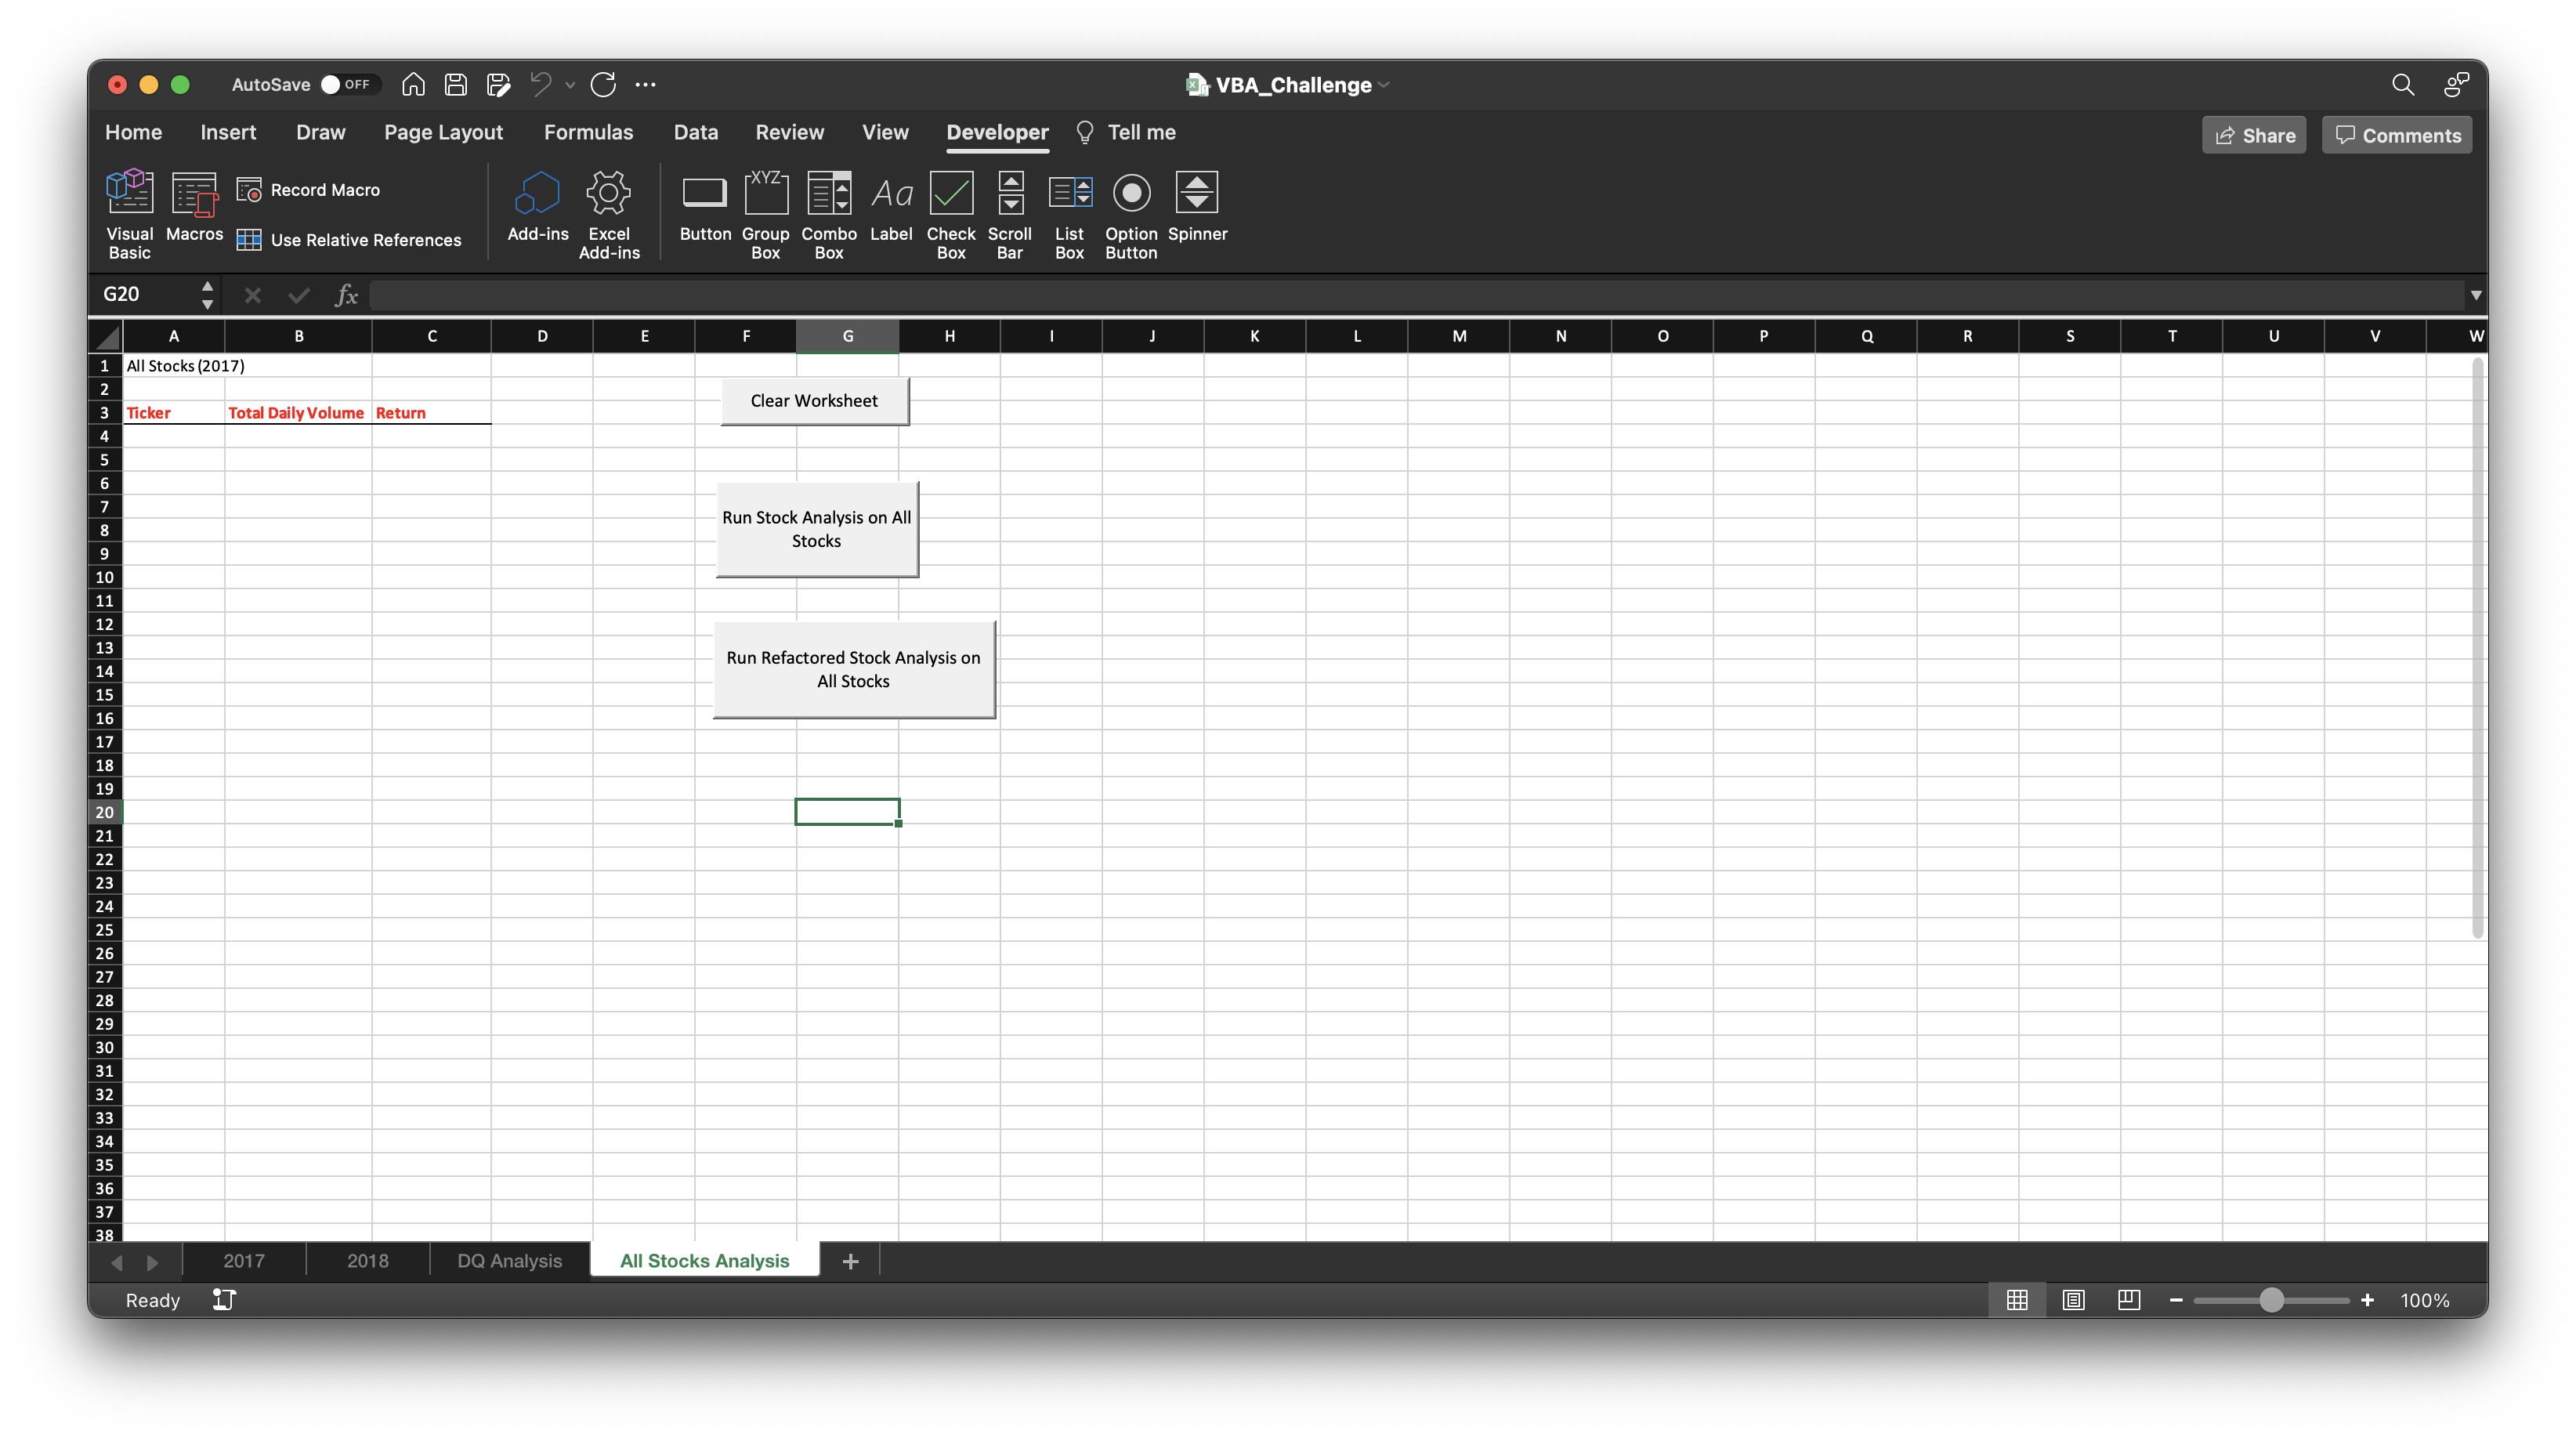 AutoSave OFF
VBA_Challenge
Home Insert Draw Page Layout Formulas Data Review View Developer Tell me
Share Comments
Visual Basic
Macros
Record Macro
Use Relative References
Add-ins
Excel Add-ins
Button
XYZ
Group Box
Combo Box
Aa
Label
Check Box
Scroll Bar
List Box
Option Button
Spinner
G20
fx
A B C D E F G H I J K L M N O P Q R S T U V W
1 All Stocks (2017)
2
Clear Worksheet
3 Ticker Total Daily Volume Return
4
5
6
7
Run Stock Analysis on All
8
Stocks
9
10
11
12
13
Run Refactored Stock Analysis on
14
All Stocks
15
16
17
18
19
20
21
22
23
24
25
26
27
28
29
30
31
32
33
34
35
36
37
38
2017 2018 DQ Analysis All Stocks Analysis +
Ready
100%